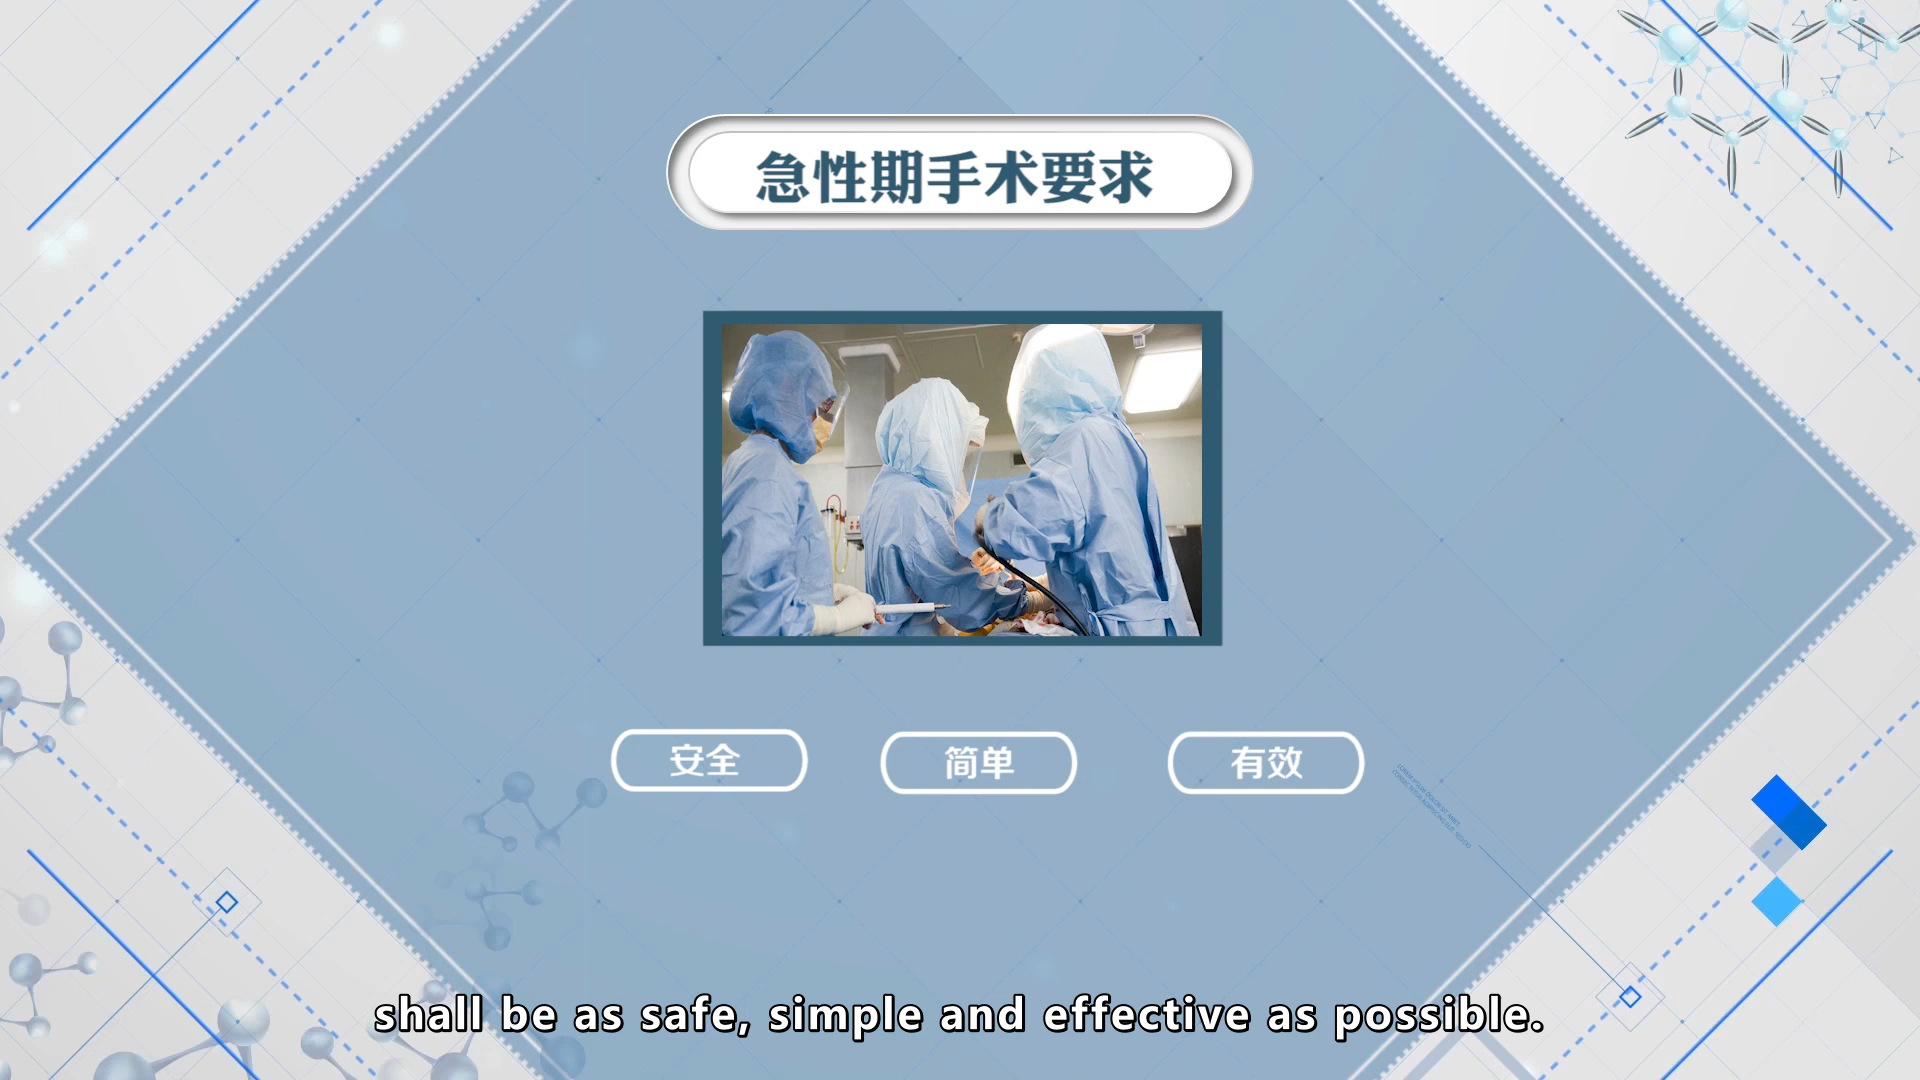 急性期手术要求
安全
简单
有效
shall be as safe, simple and effective as possible.